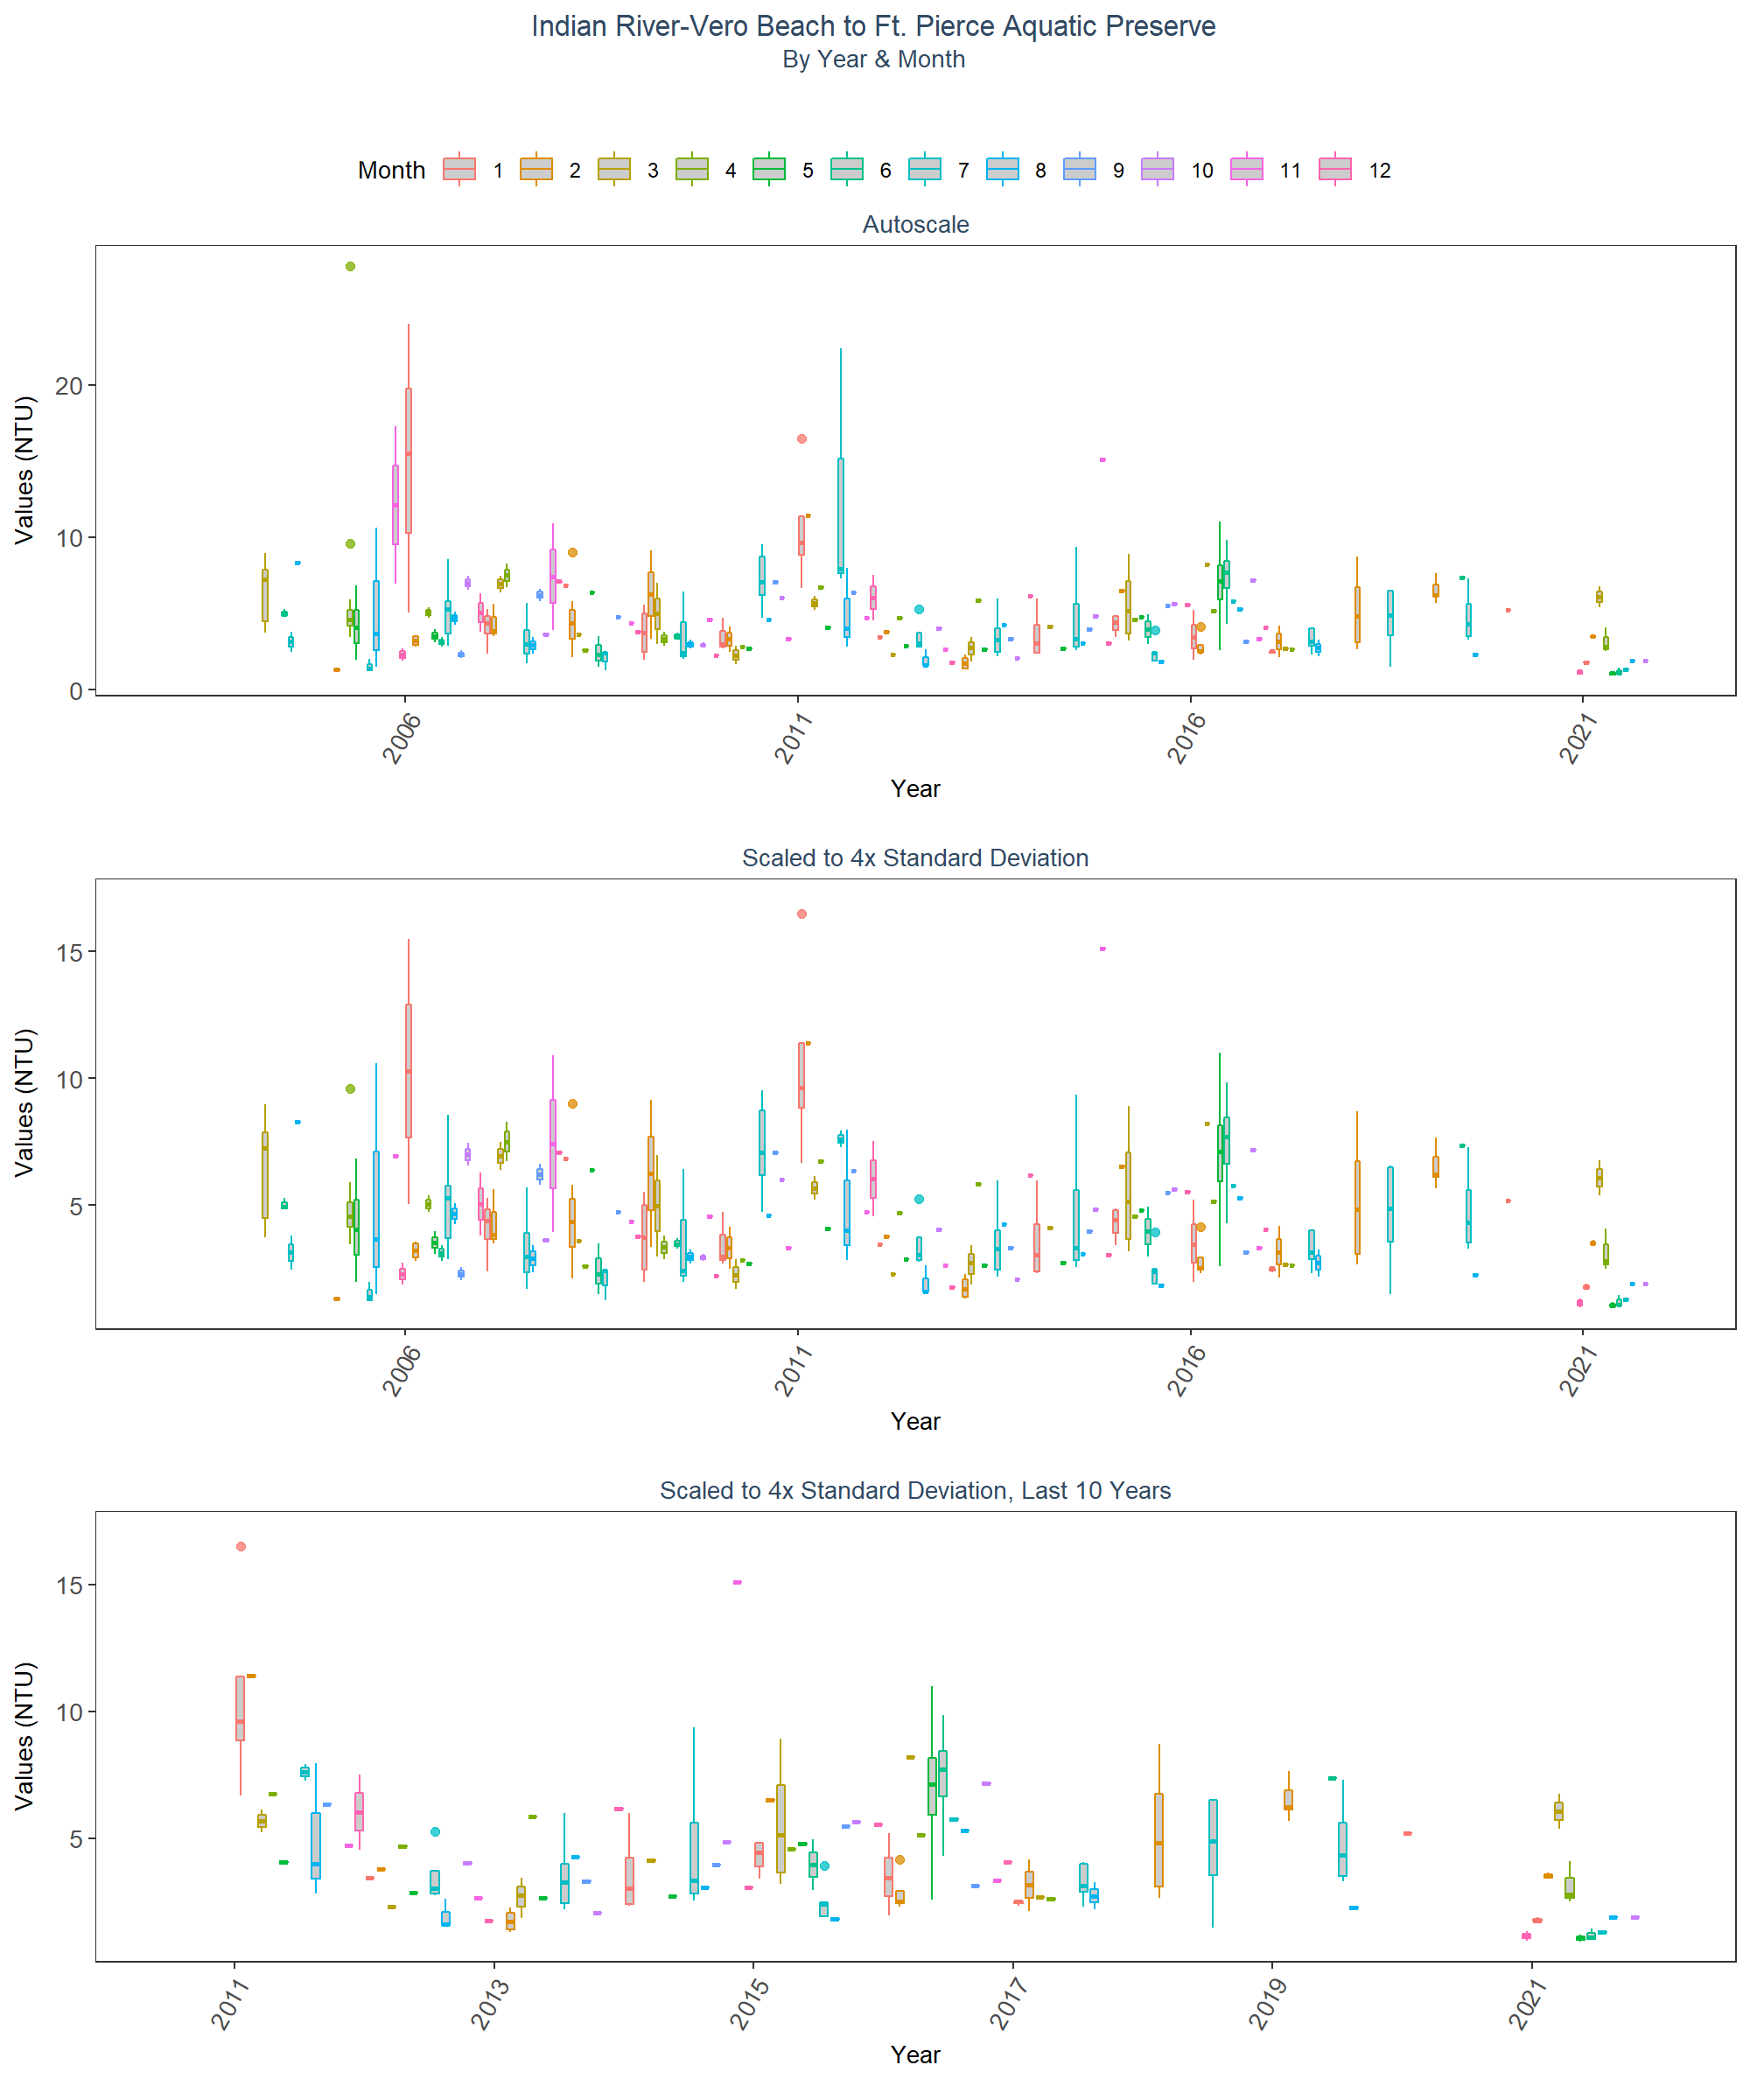 Indian River-Vero Beach to Ft. Pierce Aquatic Preserve
By Year & Month
Month 1 2 3 4 5 6 7 8 9 10 11 12
Autoscale
Values (NTU)
20
10
0
2006 2011 2016 2021
Year
Scaled to 4x Standard Deviation
Values (NTU)
15
10
5
2006 2011 2016 2021
Year
Scaled to 4x Standard Deviation, Last 10 Years
Values (NTU)
15
10
5
2011 2013 2015 2017 2019 2021
Year